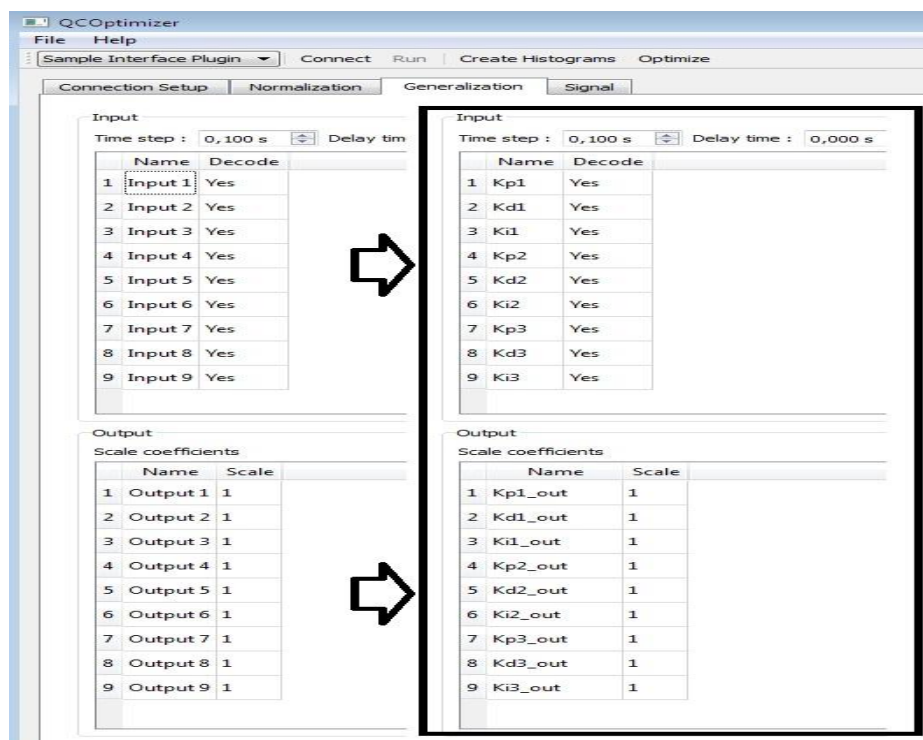 QCOptimizer
File Help
Sample Interface Plugin Connect Run Create Histograms Optimize
Connection Setup Normalization Generalization Signal
Input
Time step : 0,100 s Delay tim
Name Decode
1 Input 1 Yes
2 Input 2 Yes
3 Input 3 Yes
4 Input 4 Yes
5 Input 5 Yes
6 Input 6 Yes
7 Input 7 Yes
8 Input 8 Yes
9 Input 9 Yes
Output
Scale coefficients
Name Scale
1 Output 1 1
2 Output 2 1
3 Output 3 1
4 Output 4 1
5 Output 5 1
6 Output 6 1
7 Output 7 1
8 Output 8 1
9 Output 9 1
Input
Time step : 0,100 s Delay time : 0,000 s
Name Decode
1 Kp1 Yes
2 Kd1 Yes
3 Ki1 Yes
4 Kp2 Yes
5 Kd2 Yes
6 Ki2 Yes
7 Kp3 Yes
8 Kd3 Yes
9 Ki3 Yes
Output
Scale coefficients
Name Scale
1 Kp1_out 1
2 Kd1_out 1
3 Ki1_out 1
4 Kp2_out 1
5 Kd2_out 1
6 Ki2_out 1
7 Kp3_out 1
8 Kd3_out 1
9 Ki3_out 1